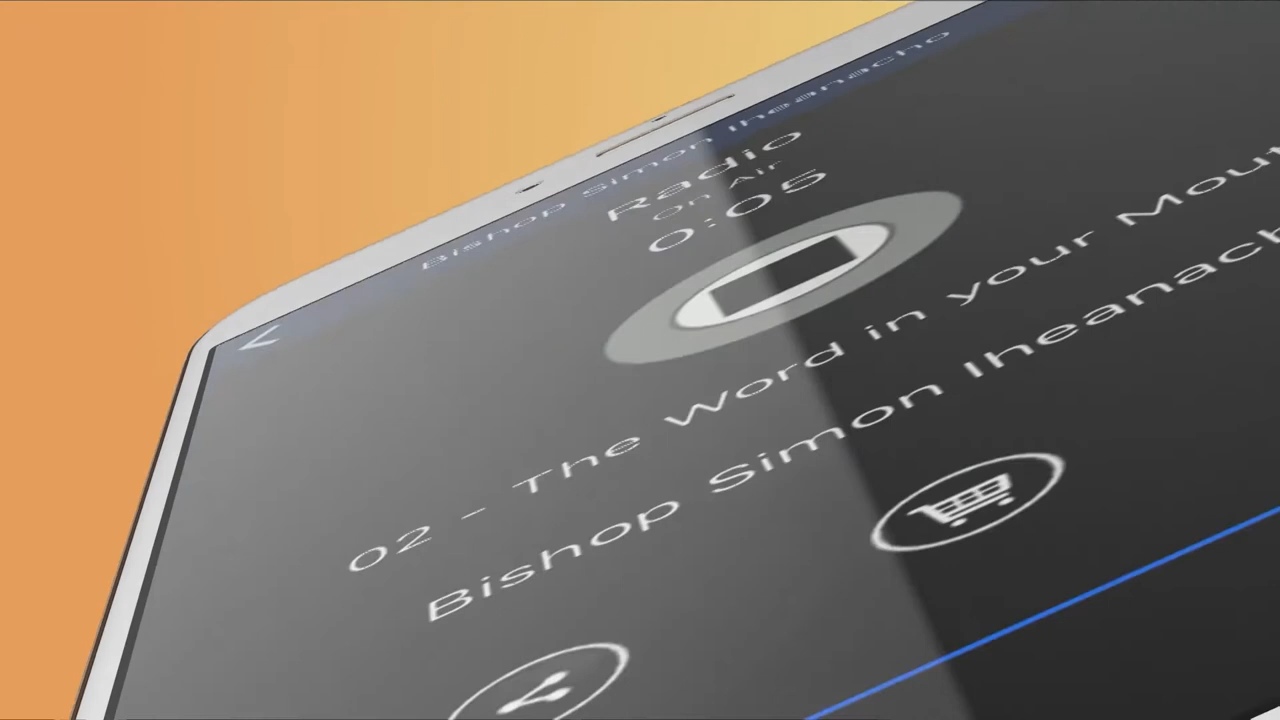 Bishop Simon Iheanacho
Radio
On Air
0:05
02 - The Word in your Mout
Bishop Simon Iheanach